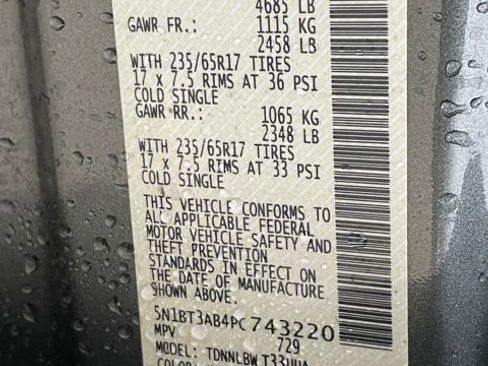 4685 LB
GAWR FR.: 1115 KG
2458 LB
WITH 235/65R17 TIRES
17 x 7.5 RIMS AT 36 PSI
COLD SINGLE
GAWR RR.: 1065 KG
2348 LB
WITH 235/65R17 TIRES
17 x 7.5 RIMS AT 33 PSI
COLD SINGLE
THIS VEHICLE CONFORMS TO
ALL APPLICABLE FEDERAL
MOTOR VEHICLE SAFETY AND
THEFT PREVENTION
STANDARDS IN EFFECT ON
THE DATE OF MANUFACTURE
SHOWN ABOVE.
5N1BT3AB4PC743220
MPV 729
MODEL: TDNNLBW T33UUA